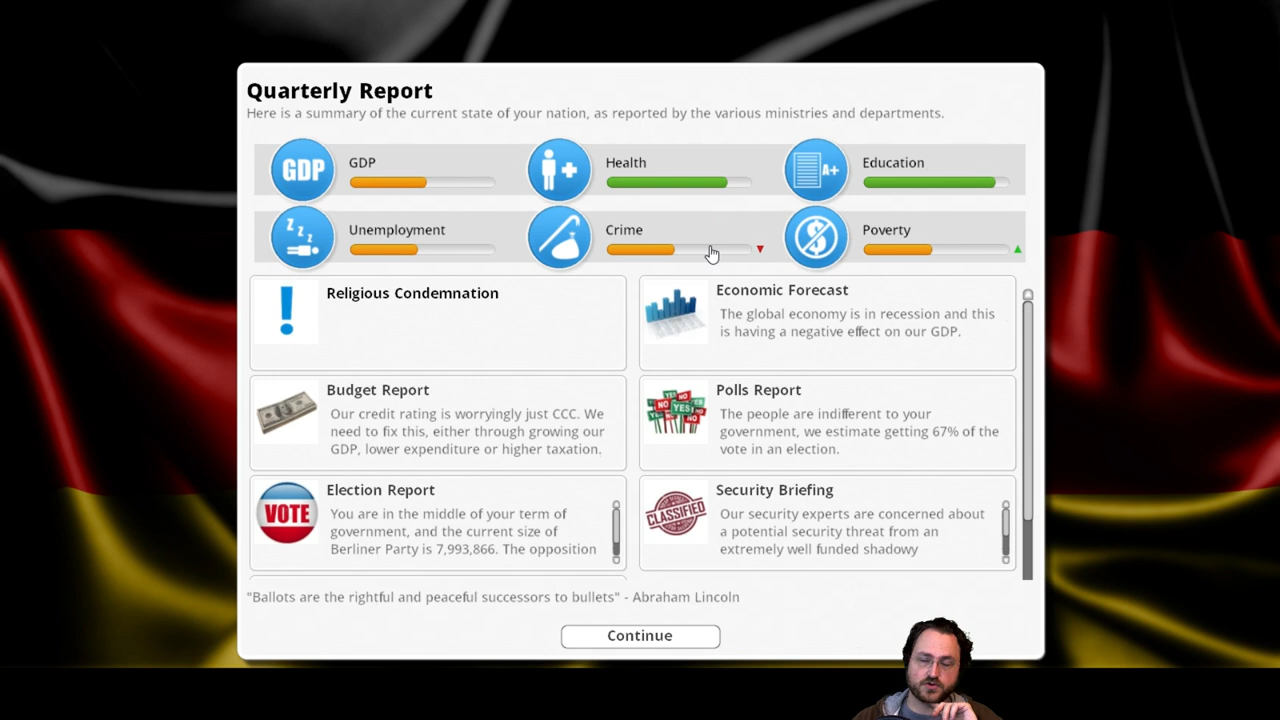 Quarterly Report
Here is a summary of the current state of your nation, as reported by the various ministries and departments.
GDP
GDP
Health
A+
Education
Z Z Z
Unemployment
Crime
$
Poverty
!
Religious Condemnation
Economic Forecast
The global economy is in recession and this
is having a negative effect on our GDP.
Budget Report
Our credit rating is worryingly just CCC. We
need to fix this, either through growing our
GDP, lower expenditure or higher taxation.
YES NO
NO YES NO
Polls Report
The people are indifferent to your
government, we estimate getting 67% of the
vote in an election.
VOTE
Election Report
You are in the middle of your term of
government, and the current size of
Berliner Party is 7,993,866. The opposition
CLASSIFIED
Security Briefing
Our security experts are concerned about
a potential security threat from an
extremely well funded shadowy
"Ballots are the rightful and peaceful successors to bullets" - Abraham Lincoln
Continue